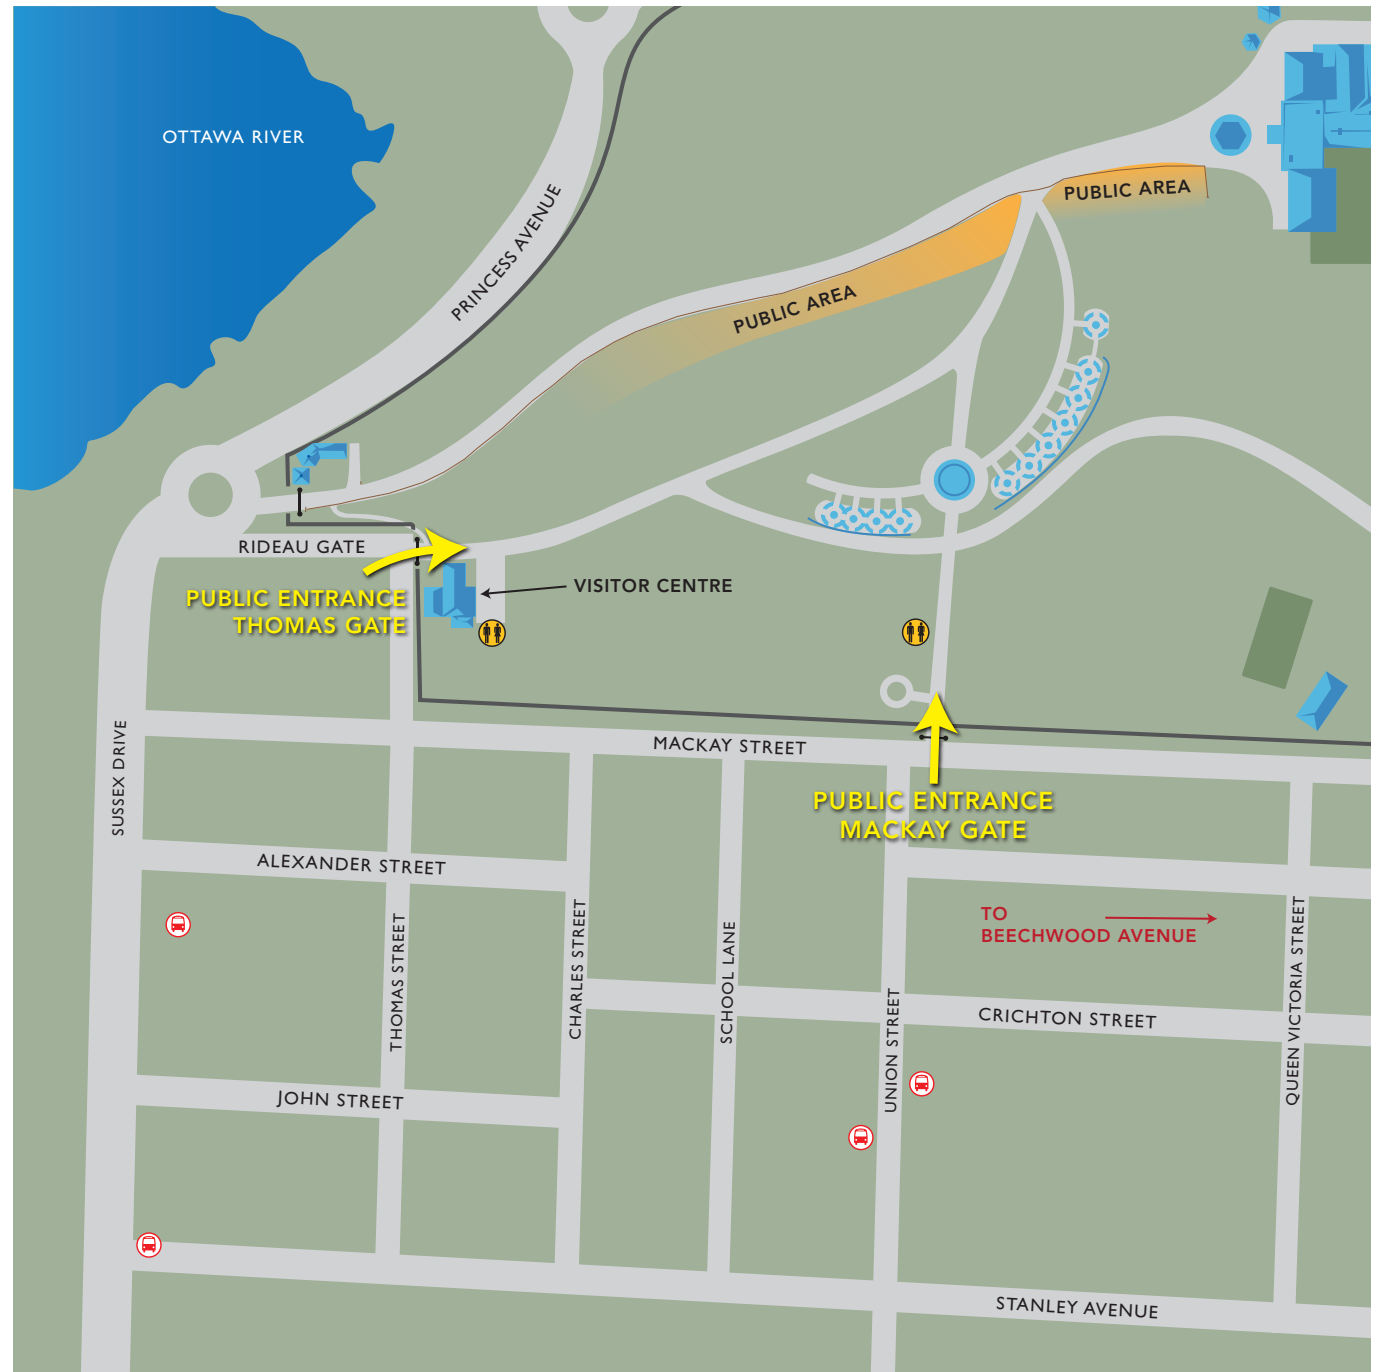 OTTAWA RIVER
PRINCESS AVENUE
PUBLIC AREA
PUBLIC AREA
RIDEAU GATE
PUBLIC ENTRANCE
THOMAS GATE
VISITOR CENTRE
SUSSEX DRIVE
MACKAY STREET
PUBLIC ENTRANCE
MACKAY GATE
ALEXANDER STREET
THOMAS STREET
CHARLES STREET
SCHOOL LANE
UNION STREET
TO
BEECHWOOD AVENUE
QUEEN VICTORIA STREET
CRICHTON STREET
JOHN STREET
STANLEY AVENUE